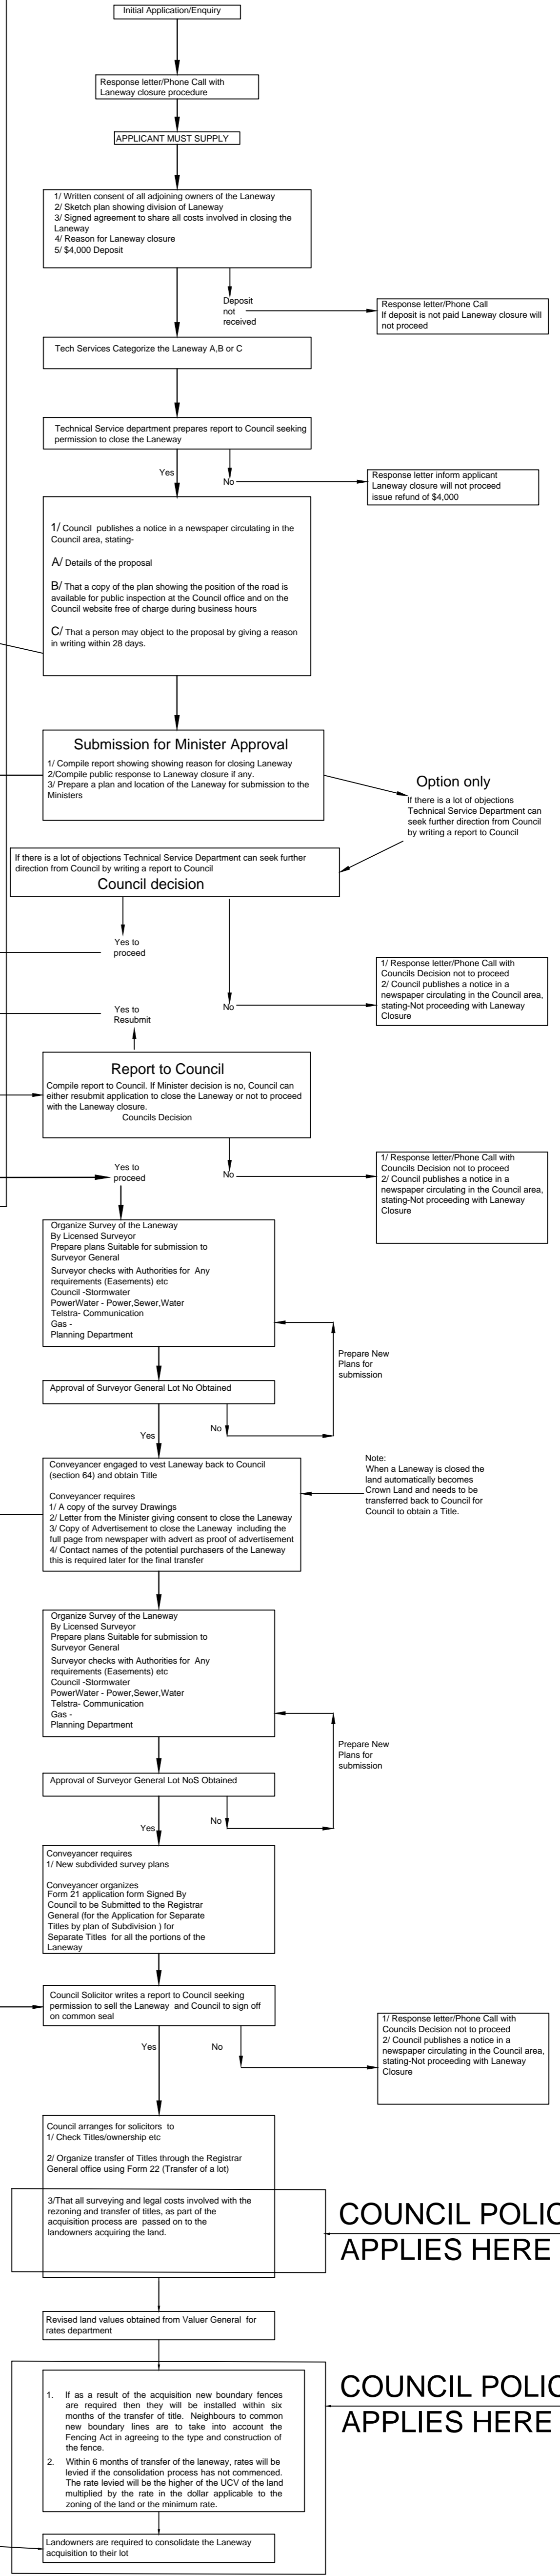 Initial Application/Enquiry
Response letter/Phone Call with
Laneway closure procedure
APPLICANT MUST SUPPLY
1/ Written consent of all adjoining owners of the Laneway
2/ Sketch plan showing division of Laneway
3/ Signed agreement to share all costs involved in closing the
Laneway
4/ Reason for Laneway closure
5/ $4,000 Deposit
Deposit
not
received
Response letter/Phone Call
If deposit is not paid Laneway closure will
not proceed
Tech Services Categorize the Laneway A,B or C
Technical Service department prepares report to Council seeking
permission to close the Laneway
Yes
No
Response letter inform applicant
Laneway closure will not proceed
issue refund of $4,000
1/ Council publishes a notice in a newspaper circulating in the
Council area, stating-
A/ Details of the proposal
B/ That a copy of the plan showing the position of the road is
available for public inspection at the Council office and on the
Council website free of charge during business hours
C/ That a person may object to the proposal by giving a reason
in writing within 28 days.
Submission for Minister Approval
1/ Compile report showing showing reason for closing Laneway
2/Compile public response to Laneway closure if any.
3/ Prepare a plan and location of the Laneway for submission to the
Ministers
Option only
If there is a lot of objections
Technical Service Department can
seek further direction from Council
by writing a report to Council
If there is a lot of objections Technical Service Department can seek further
direction from Council by writing a report to Council
Council decision
Yes to
proceed
No
1/ Response letter/Phone Call with
Councils Decision not to proceed
2/ Council publishes a notice in a
newspaper circulating in the Council area,
stating-Not proceeding with Laneway
Closure
Yes to
Resubmit
Report to Council
Compile report to Council. If Minister decision is no, Council can
either resubmit application to close the Laneway or not to proceed
with the Laneway closure.
Councils Decision
Yes to
proceed
No
1/ Response letter/Phone Call with
Councils Decision not to proceed
2/ Council publishes a notice in a
newspaper circulating in the Council area,
stating-Not proceeding with Laneway
Closure
Organize Survey of the Laneway
By Licensed Surveyor
Prepare plans Suitable for submission to
Surveyor General
Surveyor checks with Authorities for Any
requirements (Easements) etc
Council -Stormwater
PowerWater - Power,Sewer,Water
Telstra- Communication
Gas -
Planning Department
Prepare New
Plans for
submission
Approval of Surveyor General Lot No Obtained
Yes
No
Conveyancer engaged to vest Laneway back to Council
(section 64) and obtain Title
Conveyancer requires
1/ A copy of the survey Drawings
2/ Letter from the Minister giving consent to close the Laneway
3/ Copy of Advertisement to close the Laneway including the
full page from newspaper with advert as proof of advertisement
4/ Contact names of the potential purchasers of the Laneway
this is required later for the final transfer
Note:
When a Laneway is closed the
land automatically becomes
Crown Land and needs to be
transferred back to Council for
Council to obtain a Title.
Organize Survey of the Laneway
By Licensed Surveyor
Prepare plans Suitable for submission to
Surveyor General
Surveyor checks with Authorities for Any
requirements (Easements) etc
Council -Stormwater
PowerWater - Power,Sewer,Water
Telstra- Communication
Gas -
Planning Department
Prepare New
Plans for
submission
Approval of Surveyor General Lot NoS Obtained
Yes
No
Conveyancer requires
1/ New subdivided survey plans
Conveyancer organizes
Form 21 application form Signed By
Council to be Submitted to the Registrar
General (for the Application for Separate
Titles by plan of Subdivision ) for
Separate Titles for all the portions of the
Laneway
Council Solicitor writes a report to Council seeking
permission to sell the Laneway and Council to sign off
on common seal
Yes
No
1/ Response letter/Phone Call with
Councils Decision not to proceed
2/ Council publishes a notice in a
newspaper circulating in the Council area,
stating-Not proceeding with Laneway
Closure
Council arranges for solicitors to
1/ Check Titles/ownership etc
2/ Organize transfer of Titles through the Registrar
General office using Form 22 (Transfer of a lot)
3/That all surveying and legal costs involved with the
rezoning and transfer of titles, as part of the
acquisition process are passed on to the
landowners acquiring the land.
COUNCIL POLIC
APPLIES HERE
Revised land values obtained from Valuer General for
rates department
1. If as a result of the acquisition new boundary fences
are required then they will be installed within six
months of the transfer of title. Neighbours to common
new boundary lines are to take into account the
Fencing Act in agreeing to the type and construction of
the fence.
2. Within 6 months of transfer of the laneway, rates will be
levied if the consolidation process has not commenced.
The rate levied will be the higher of the UCV of the land
multiplied by the rate in the dollar applicable to the
zoning of the land or the minimum rate.
COUNCIL POLIC
APPLIES HERE
Landowners are required to consolidate the Laneway
acquisition to their lot